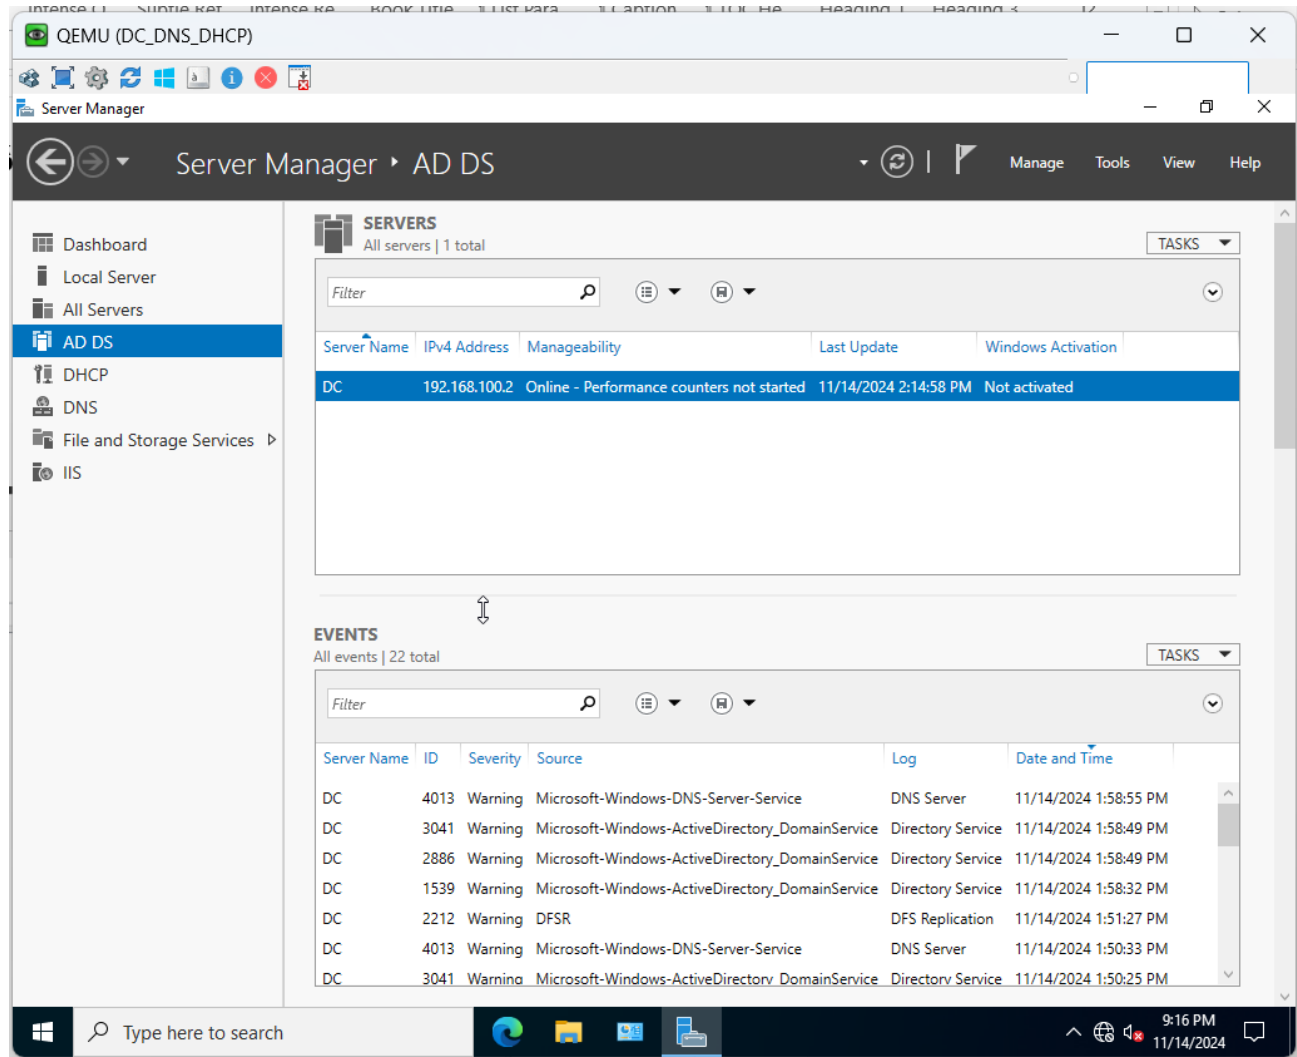 QEMU (DC_DNS_DHCP)
Server Manager
Server Manager ‣ AD DS
Manage Tools View Help
Dashboard
Local Server
All Servers
AD DS
DHCP
DNS
File and Storage Services
IIS
SERVERS
All servers | 1 total
TASKS
Filter
Server Name IPv4 Address Manageability Last Update Windows Activation
DC 192.168.100.2 Online - Performance counters not started 11/14/2024 2:14:58 PM Not activated
EVENTS
All events | 22 total
TASKS
Filter
Server Name ID Severity Source Log Date and Time
DC 4013 Warning Microsoft-Windows-DNS-Server-Service DNS Server 11/14/2024 1:58:55 PM
DC 3041 Warning Microsoft-Windows-ActiveDirectory_DomainService Directory Service 11/14/2024 1:58:49 PM
DC 2886 Warning Microsoft-Windows-ActiveDirectory_DomainService Directory Service 11/14/2024 1:58:49 PM
DC 1539 Warning Microsoft-Windows-ActiveDirectory_DomainService Directory Service 11/14/2024 1:58:32 PM
DC 2212 Warning DFSR DFS Replication 11/14/2024 1:51:27 PM
DC 4013 Warning Microsoft-Windows-DNS-Server-Service DNS Server 11/14/2024 1:50:33 PM
DC 3041 Warning Microsoft-Windows-ActiveDirectory_DomainService Directory Service 11/14/2024 1:50:25 PM
Type here to search
9:16 PM
11/14/2024